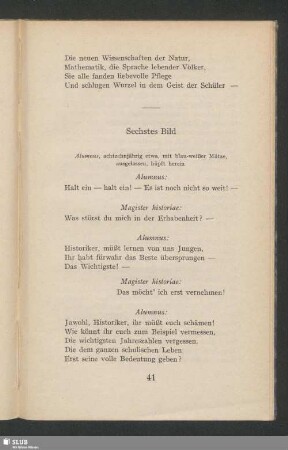 Die neuen Wissenschaften der Natur,
Mathematik, die Sprache lebender Völker,
Sie alle fanden liebevolle Pflege
Und schlugen Wurzel in dem Geist der Schüler —
Sechstes Bild
Alumnus, achtzehnjährig etwa, mit blau-weißer Mütze,
ausgelassen, hüpft herein
Alumnus:
Halt ein — halt ein! — Es ist noch nicht so weit! —
Magister historiae:
Was störst du mich in der Erhabenheit? —
Alumnus:
Historiker, müßt lernen von uns Jungen,
Ihr habt fürwahr das Beste übersprungen —
Das Wichtigste! —
Magister historiae:
Das möcht' ich erst vernehmen!
Alumnus:
Jawohl, Historiker, ihr müßt euch schämen!
Wie könnt ihr euch zum Beispiel vermessen,
Die wichtigsten Jahreszahlen vergessen,
Die dem ganzen schulischen Leben
Erst seine volle Bedeutung geben?
41
SLUB